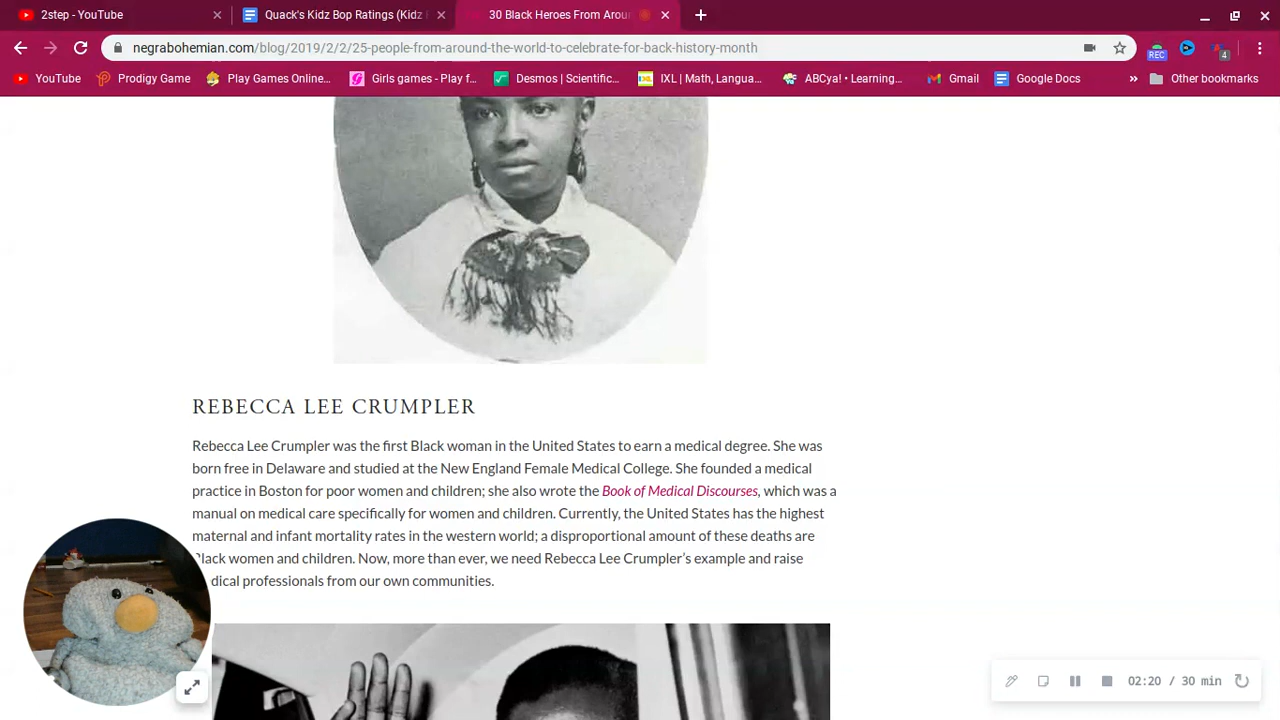 2step - YouTube
Quack's Kidz Bop Ratings (Kidz
30 Black Heroes From Arou
negrabohemian.com/blog/2019/2/2/25-people-from-around-the-world-to-celebrate-for-back-history-month
REC
4
YouTube
Prodigy Game
Play Games Online...
Girls games - Play f...
Desmos | Scientific...
IXL | Math, Langua...
ABCya! • Learning...
Gmail
Google Docs
»
Other bookmarks
REBECCA LEE CRUMPLER
Rebecca Lee Crumpler was the first Black woman in the United States to earn a medical degree. She was
born free in Delaware and studied at the New England Female Medical College. She founded a medical
practice in Boston for poor women and children; she also wrote the Book of Medical Discourses, which was a
manual on medical care specifically for women and children. Currently, the United States has the highest
maternal and infant mortality rates in the western world; a disproportional amount of these deaths are
Black women and children. Now, more than ever, we need Rebecca Lee Crumpler's example and raise
dical professionals from our own communities.
02:20 / 30 min